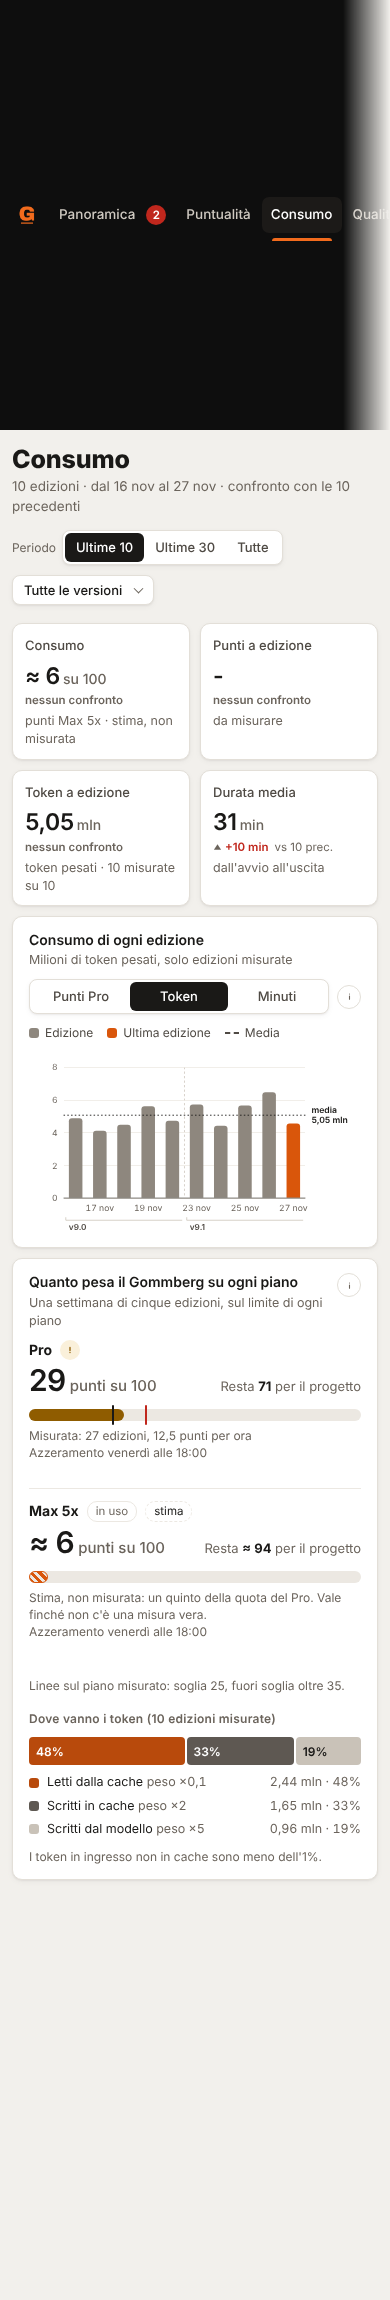 G Panoramica 2 Puntualità Consumo Qualit
Consumo
10 edizioni · dal 16 nov al 27 nov · confronto con le 10
precedenti
Periodo Ultime 10 Ultime 30 Tutte
Tutte le versioni
Consumo
≈ 6 su 100
nessun confronto
punti Max 5x · stima, non
misurata
Punti a edizione
-
nessun confronto
da misurare
Token a edizione
5,05 mln
nessun confronto
token pesati · 10 misurate
su 10
Durata media
31 min
+10 min vs 10 prec.
dall'avvio all'uscita
Consumo di ogni edizione
Milioni di token pesati, solo edizioni misurate
Punti Pro Token Minuti i
Edizione Ultima edizione Media
8
6
4
2
0
media
5,05 mln
17 nov 19 nov 23 nov 25 nov 27 nov
v9.0 v9.1
Quanto pesa il Gommberg su ogni piano i
Una settimana di cinque edizioni, sul limite di ogni
piano
Pro !
29 punti su 100 Resta 71 per il progetto
Misurata: 27 edizioni, 12,5 punti per ora
Azzeramento venerdì alle 18:00
Max 5x in uso stima
≈ 6 punti su 100 Resta ≈ 94 per il progetto
Stima, non misurata: un quinto della quota del Pro. Vale
finché non c'è una misura vera.
Azzeramento venerdì alle 18:00
Linee sul piano misurato: soglia 25, fuori soglia oltre 35.
Dove vanno i token (10 edizioni misurate)
48% 33% 19%
Letti dalla cache peso ×0,1 2,44 mln · 48%
Scritti in cache peso ×2 1,65 mln · 33%
Scritti dal modello peso ×5 0,96 mln · 19%
I token in ingresso non in cache sono meno dell'1%.